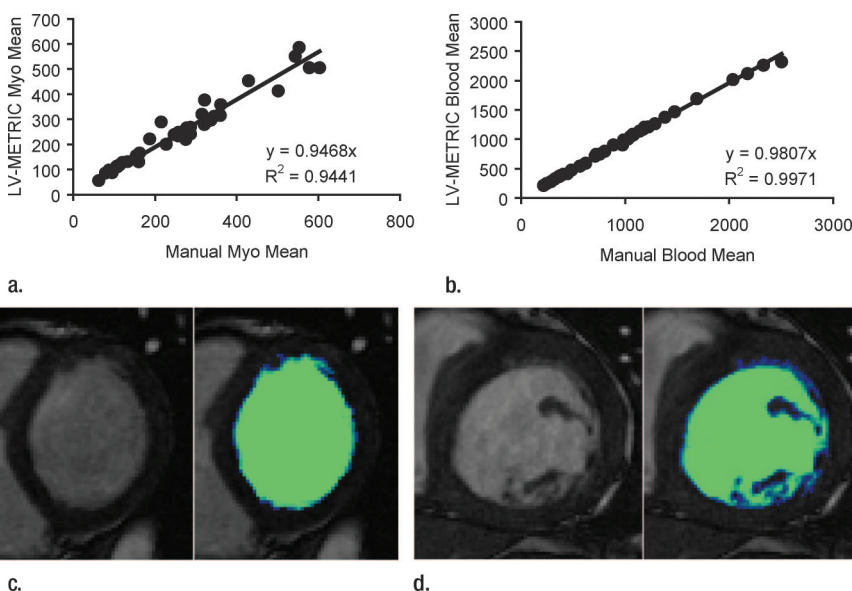 700
600
500
400
300
200
100
0
0 200 400 600 800
LV-METRIC Myo Mean
Manual Myo Mean
y = 0.9468x
R² = 0.9441
a.
3000
2500
2000
1500
1000
500
0
0 1000 2000 3000
LV-METRIC Blood Mean
Manual Blood Mean
y = 0.9807x
R² = 0.9971
b.
c.
d.